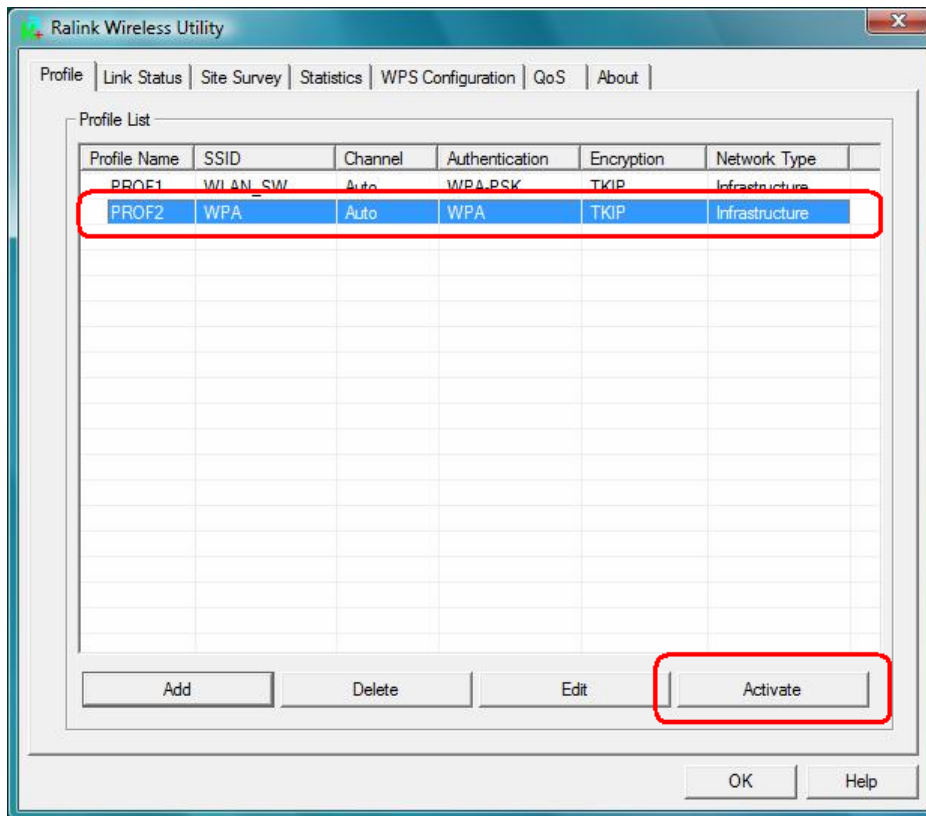 Ralink Wireless Utility
Profile Link Status Site Survey Statistics WPS Configuration QoS About
Profile List
Profile Name SSID Channel Authentication Encryption Network Type
PROF1 WLAN_SW Auto WPA-PSK TKIP Infrastructure
PROF2 WPA Auto WPA TKIP Infrastructure
Add Delete Edit Activate
OK Help